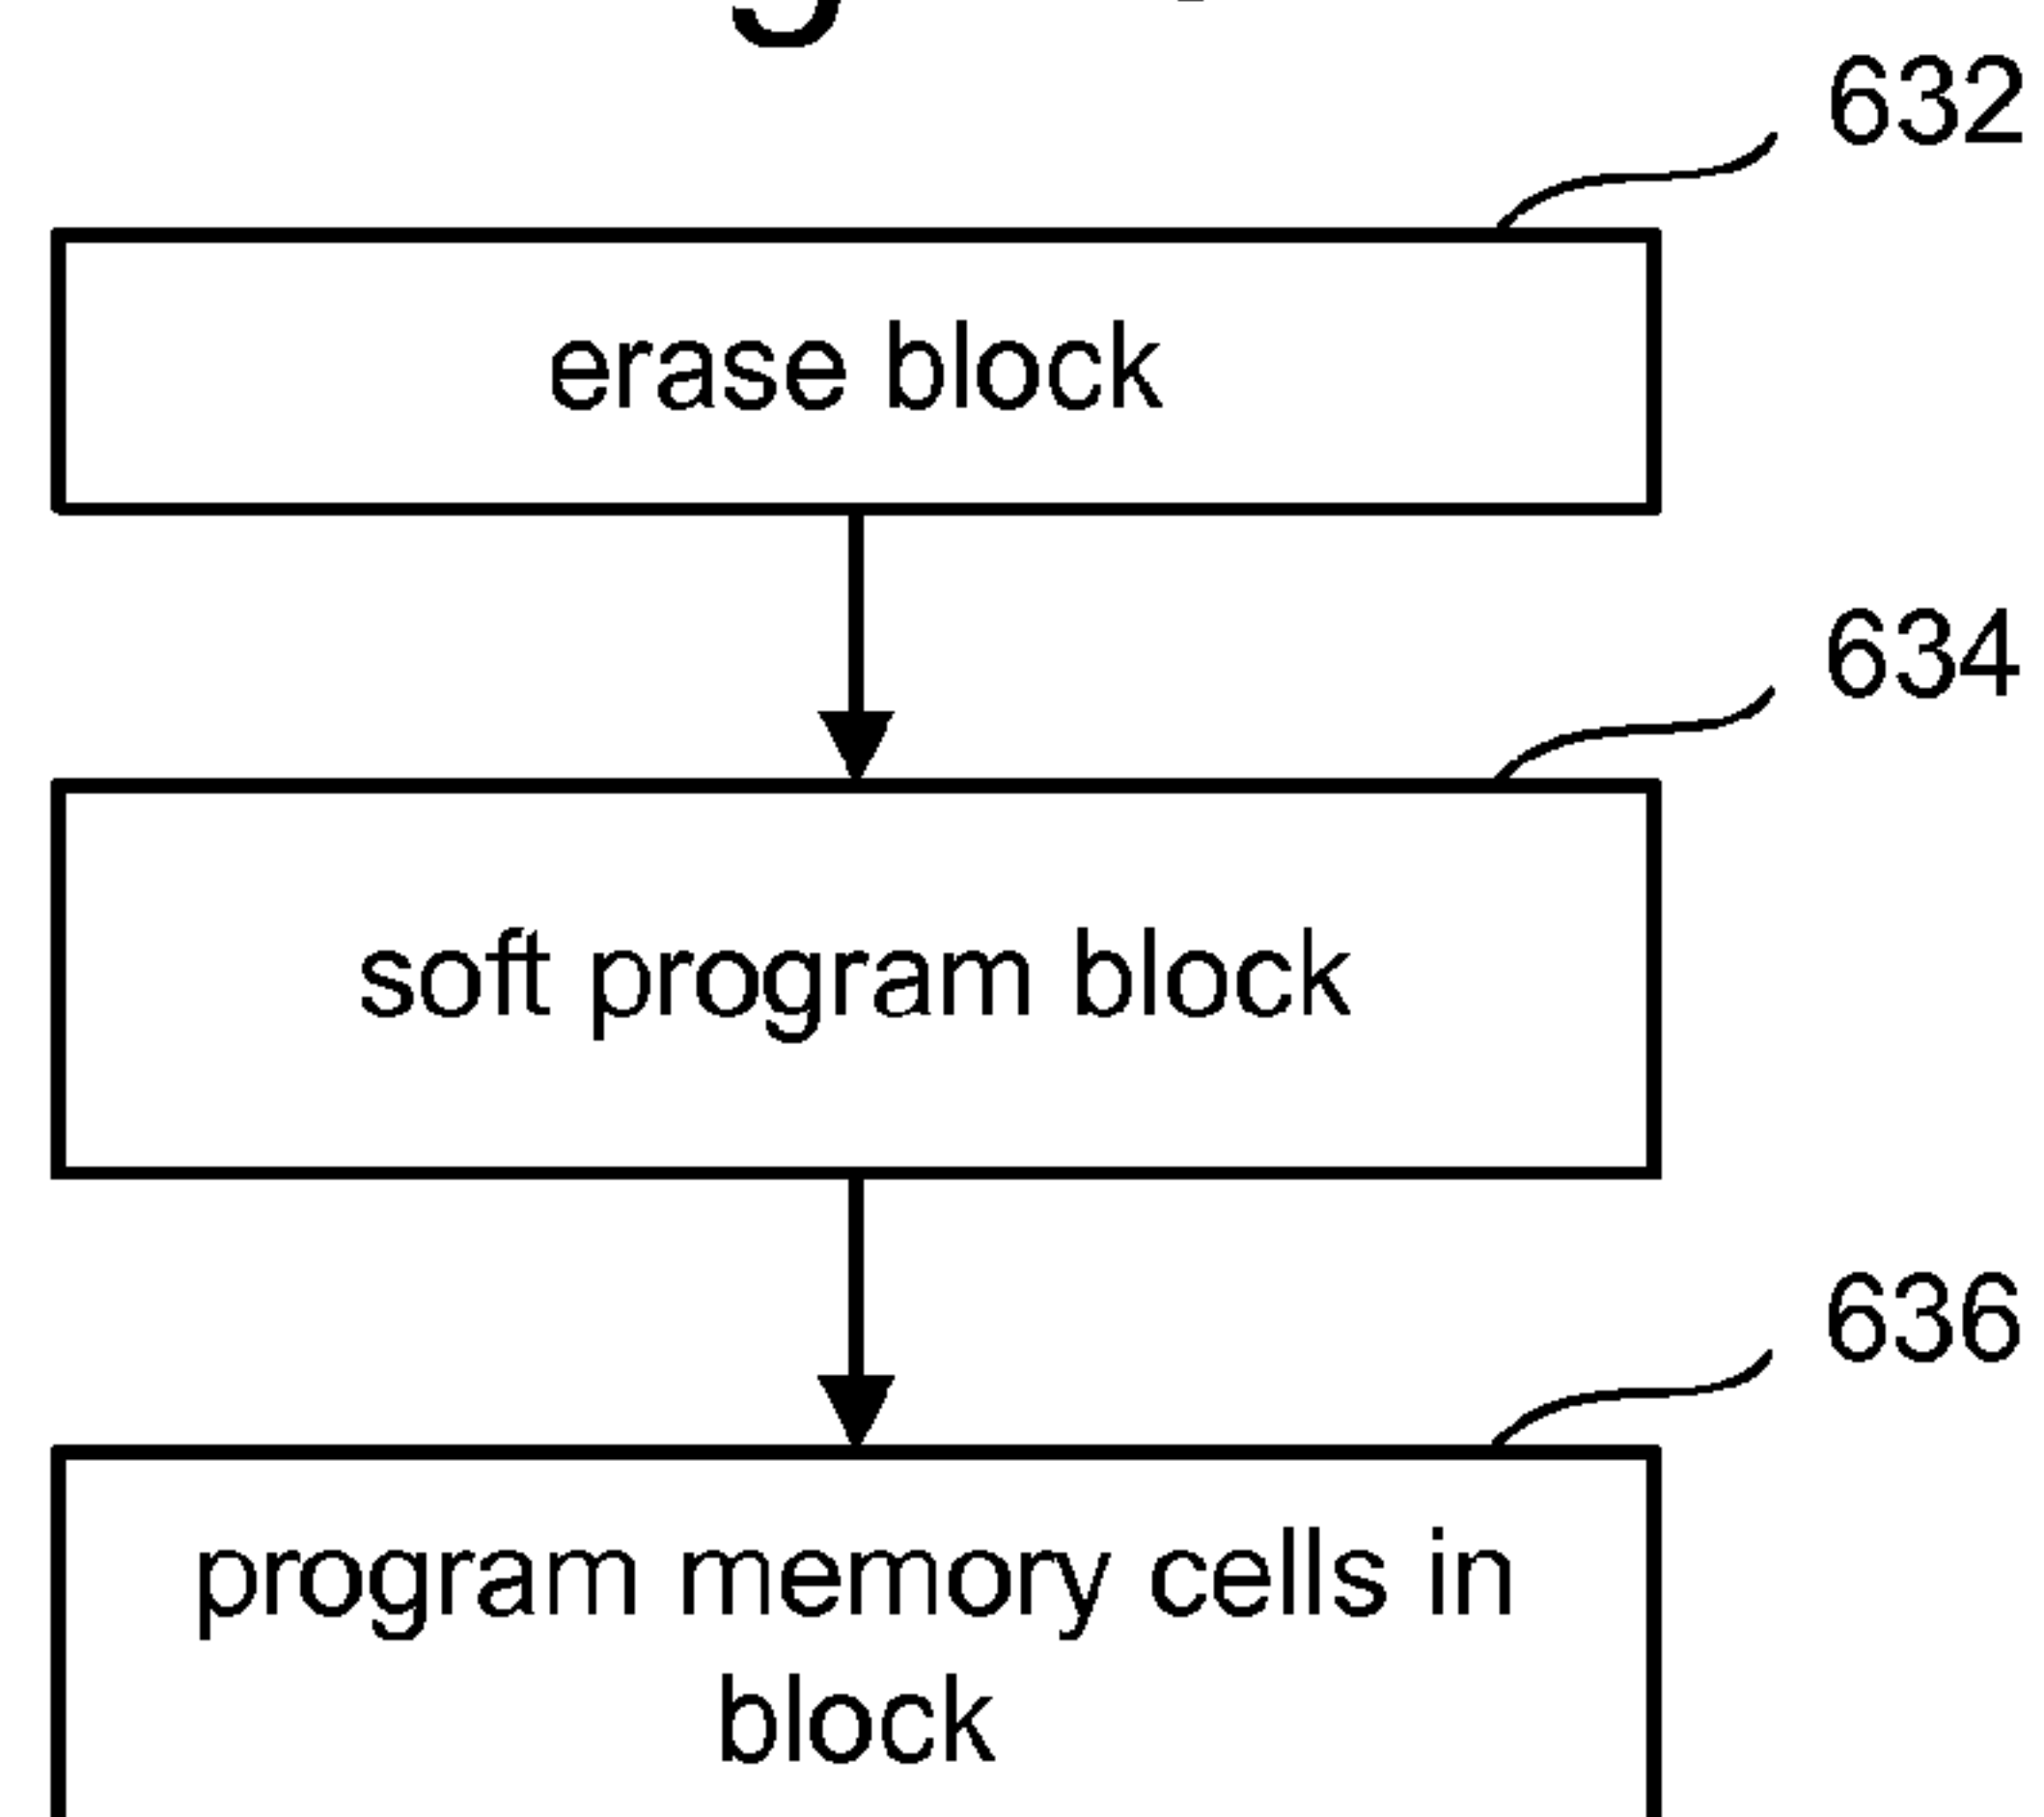 632
erase block
634
soft program block
636
program memory cells in
block